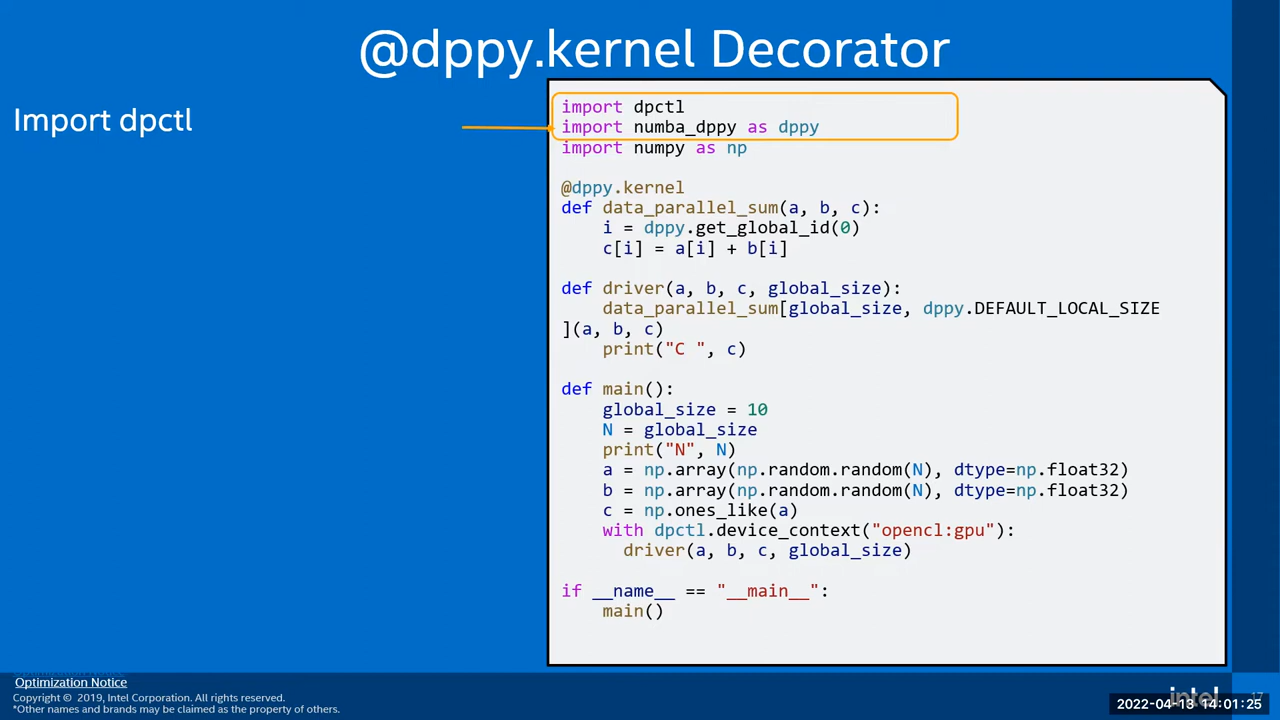 @dppy.kernel Decorator
Import dpctl
import dpctl
import numba_dppy as dppy
import numpy as np
@dppy.kernel
def data_parallel_sum(a, b, c):
    i = dppy.get_global_id(0)
    c[i] = a[i] + b[i]
def driver(a, b, c, global_size):
    data_parallel_sum[global_size, dppy.DEFAULT_LOCAL_SIZE
](a, b, c)
    print("C ", c)
def main():
    global_size = 10
    N = global_size
    print("N", N)
    a = np.array(np.random.random(N), dtype=np.float32)
    b = np.array(np.random.random(N), dtype=np.float32)
    c = np.ones_like(a)
    with dpctl.device_context("opencl:gpu"):
      driver(a, b, c, global_size)
if __name__ == "__main__":
    main()
Optimization Notice
Copyright © 2019, Intel Corporation. All rights reserved.
*Other names and brands may be claimed as the property of others.
intel
17
2022-04-13 14:01:25